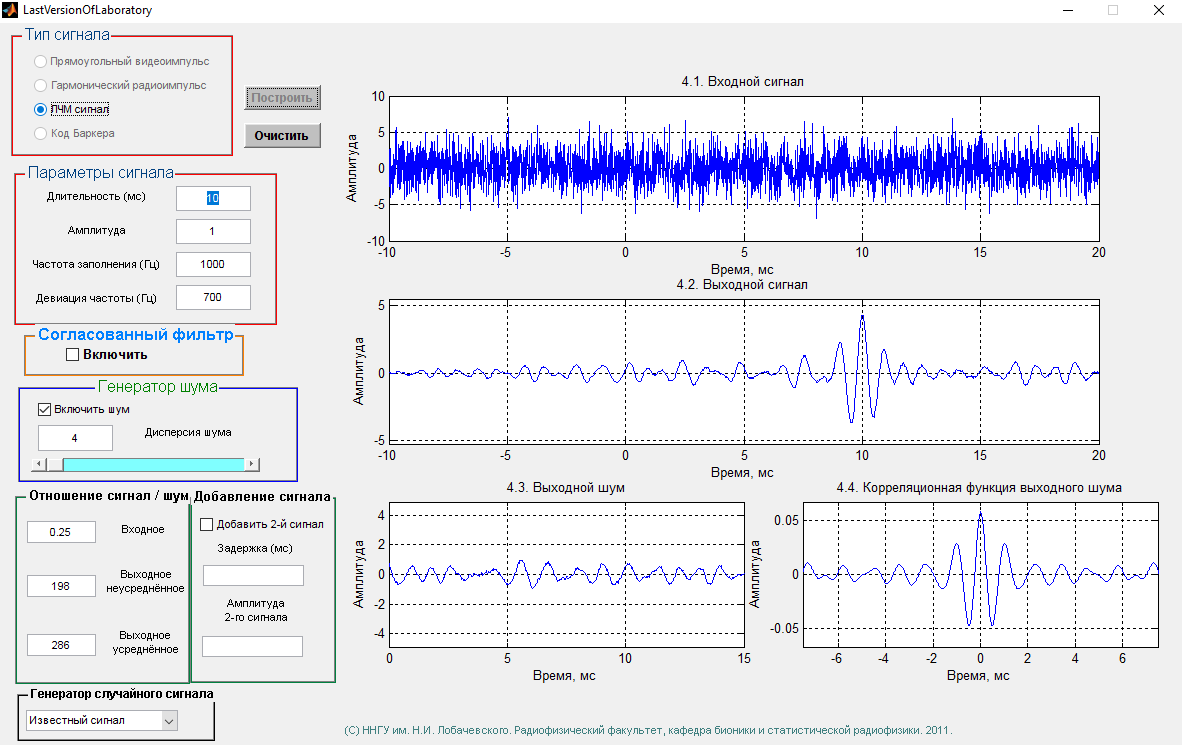 LastVersionOfLaboratory
Тип сигнала
Прямоугольный видеоимпульс
Гармонический радиоимпульс
ЛЧМ сигнал
Код Баркера
Построить
Очистить
Параметры сигнала
Длительность (мс)
10
Амплитуда
1
Частота заполнения (Гц)
1000
Девиация частоты (Гц)
700
Согласованный фильтр
Включить
Генератор шума
Включить шум
4
Дисперсия шума
Отношение сигнал / шум
0.25
Входное
198
Выходное
неусреднённое
286
Выходное
усреднённое
Добавление сигнала
Добавить 2-й сигнал
Задержка (мс)
Амплитуда
2-го сигнала
Генератор случайного сигнала
Известный сигнал
4.1. Входной сигнал
Амплитуда
10
5
0
-5
-10
-10 -5 0 5 10 15 20
Время, мс
4.2. Выходной сигнал
Амплитуда
5
0
-5
-10 -5 0 5 10 15 20
Время, мс
4.3. Выходной шум
Амплитуда
4
2
0
-2
-4
0 5 10 15
Время, мс
4.4. Корреляционная функция выходного шума
Амплитуда
0.05
0
-0.05
-6 -4 -2 0 2 4 6
Время, мс
(С) ННГУ им. Н.И. Лобачевского. Радиофизический факультет, кафедра бионики и статистической радиофизики. 2011.